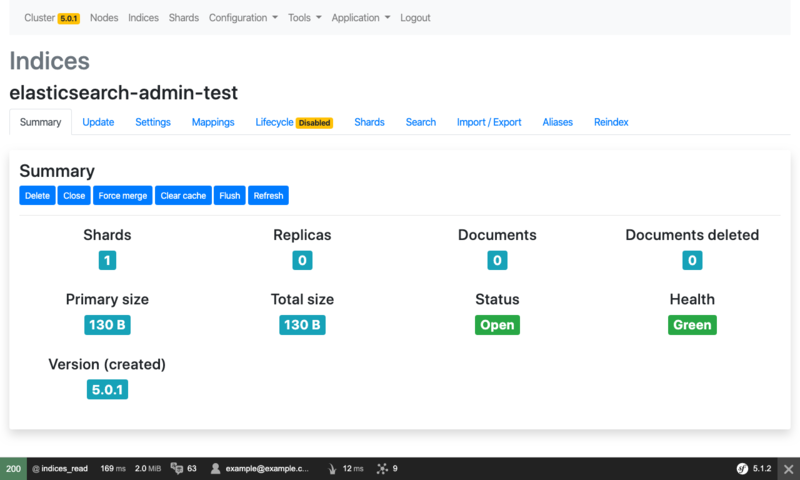 Cluster 5.0.1 Nodes Indices Shards Configuration Tools Application Logout
Indices
elasticsearch-admin-test
Summary Update Settings Mappings Lifecycle Disabled Shards Search Import / Export Aliases Reindex
Summary
Delete Close Force merge Clear cache Flush Refresh
Shards Replicas Documents Documents deleted
1 0 0 0
Primary size Total size Status Health
130 B 130 B Open Green
Version (created)
5.0.1
200 @ indices_read 169 ms 2.0 MiB 63 example@example.c... 12 ms 9 sf 5.1.2